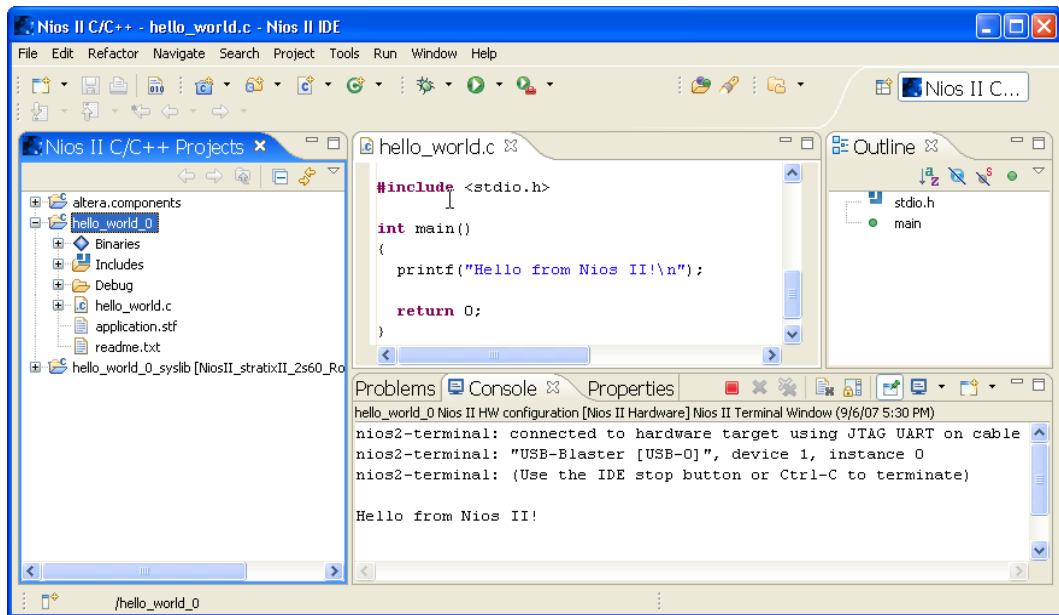 Nios II C/C++ - hello_world.c - Nios II IDE
File Edit Refactor Navigate Search Project Tools Run Window Help
Nios II C...
Nios II C/C++ Projects
altera.components
hello_world_0
Binaries
Includes
Debug
hello_world.c
application.stf
readme.txt
hello_world_0_syslib [NiosII_stratixII_2s60_Ro
hello_world.c
#include <stdio.h>
int main()
{
printf("Hello from Nios II!\n");
return 0;
}
Outline
stdio.h
main
Problems Console Properties
hello_world_0 Nios II HW configuration [Nios II Hardware] Nios II Terminal Window (9/6/07 5:30 PM)
nios2-terminal: connected to hardware target using JTAG UART on cable
nios2-terminal: "USB-Blaster [USB-0]", device 1, instance 0
nios2-terminal: (Use the IDE stop button or Ctrl-C to terminate)
Hello from Nios II!
/hello_world_0